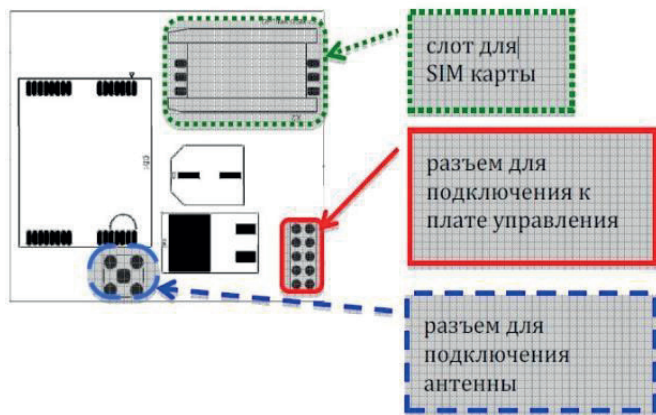 слот для
SIM карты
разъем для
подключения к
плате управления
разъем для
подключения
антенны